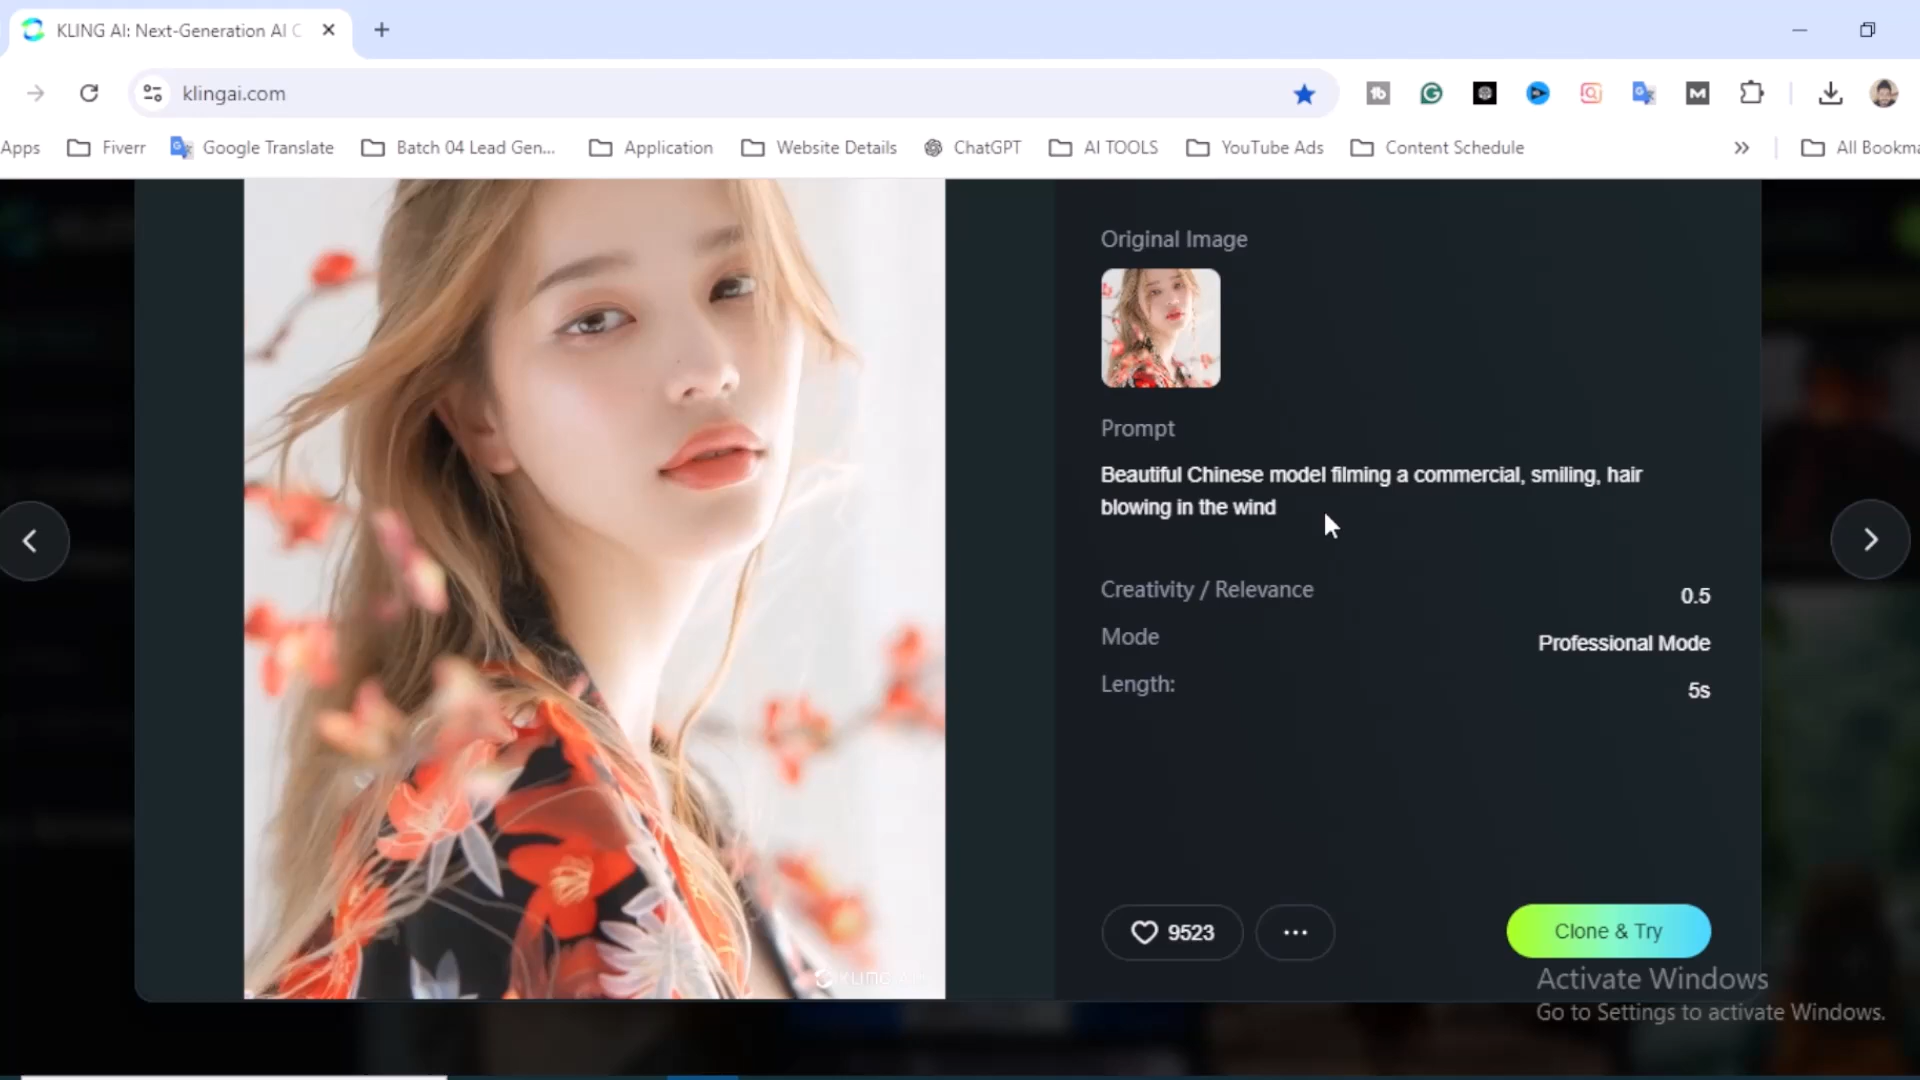 KLING AI: Next-Generation AI C
klingai.com
Apps
Fiverr
Google Translate
Batch 04 Lead Gen...
Application
Website Details
ChatGPT
AI TOOLS
YouTube Ads
Content Schedule
All Bookma
Original Image
Prompt
Beautiful Chinese model filming a commercial, smiling, hair
blowing in the wind
Creativity / Relevance
0.5
Mode
Professional Mode
Length:
5s
9523
Clone & Try
KLING
Activate Windows
Go to Settings to activate Windows.